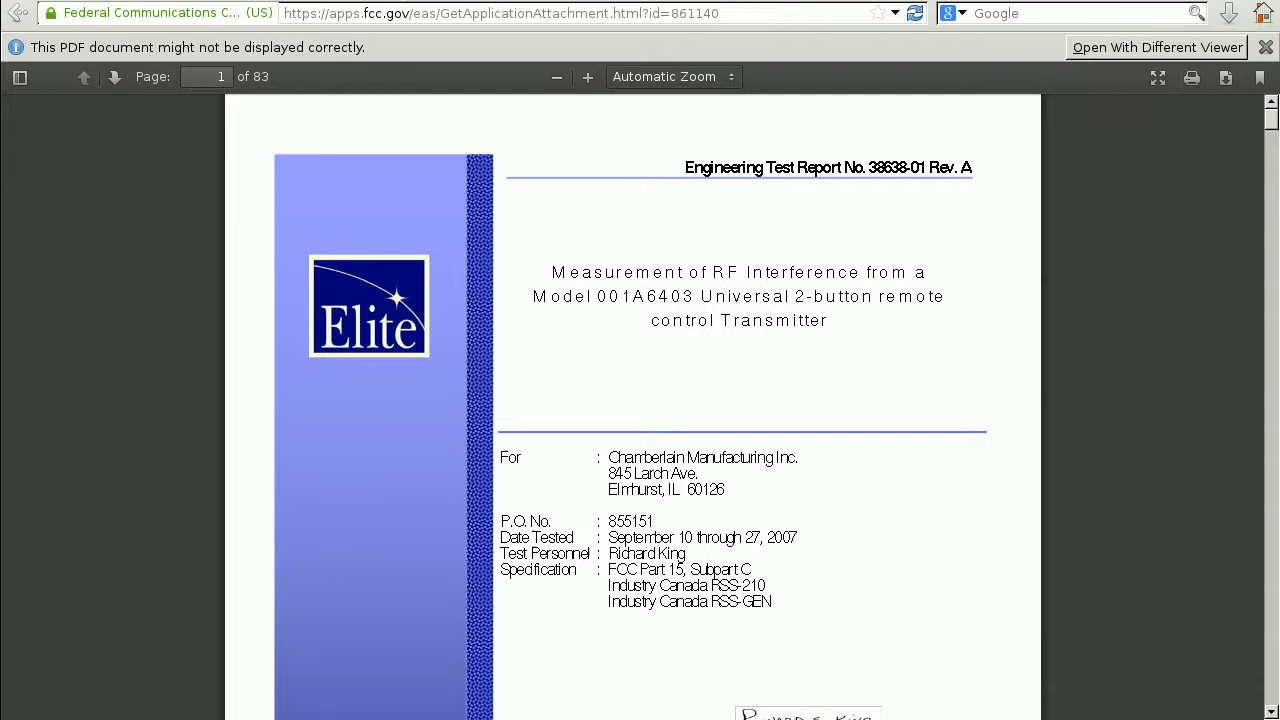 Federal Communications C... (US)
https://apps.fcc.gov/eas/GetApplicationAttachment.html?id=861140
8
Google
This PDF document might not be displayed correctly.
Open With Different Viewer
Page: 1 of 83
Automatic Zoom
Engineering Test Report No. 38638-01 Rev. A
Elite
Measurement of RF Interference from a
Model 001A6403 Universal 2-button remote
control Transmitter
For : Chamberlain Manufacturing Inc.
845 Larch Ave.
Elmhurst, IL 60126
P.O. No. : 855151
Date Tested : September 10 through 27, 2007
Test Personnel : Richard King
Specification : FCC Part 15, Subpart C
Industry Canada RSS-210
Industry Canada RSS-GEN